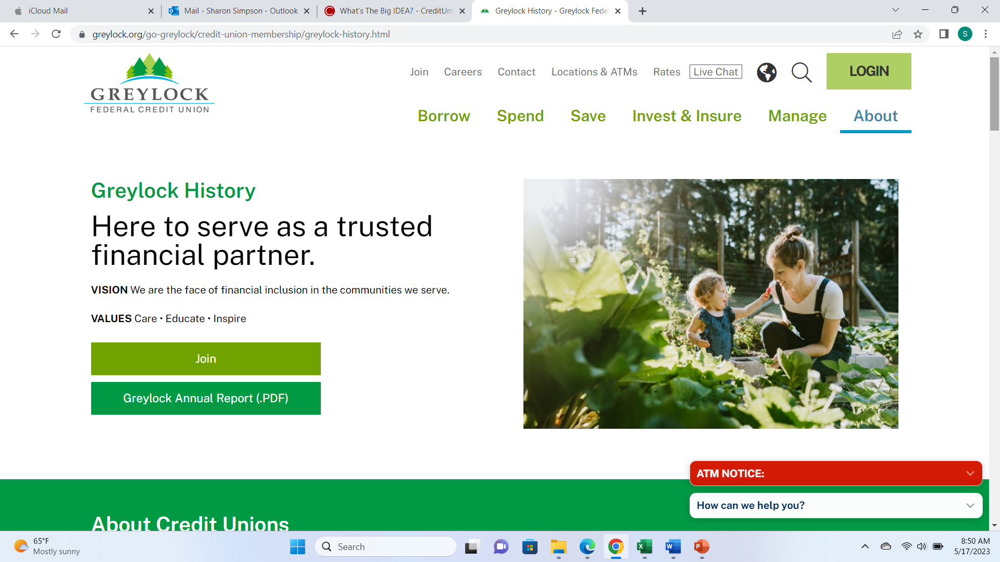 iCloud Mail
Mail - Sharon Simpson - Outlook
What's The Big IDEA? - CreditUni
Greylock History - Greylock Fede
greylock.org/go-greylock/credit-union-membership/greylock-history.html
S
GREYLOCK
FEDERAL CREDIT UNION
Join Careers Contact Locations & ATMs Rates Live Chat
LOGIN
Borrow Spend Save Invest & Insure Manage About
Greylock History
Here to serve as a trusted
financial partner.
VISION We are the face of financial inclusion in the communities we serve.
VALUES Care • Educate • Inspire
Join
Greylock Annual Report (.PDF)
ATM NOTICE:
How can we help you?
About Credit Unions
65°F
Mostly sunny
Search
8:50 AM
5/17/2023